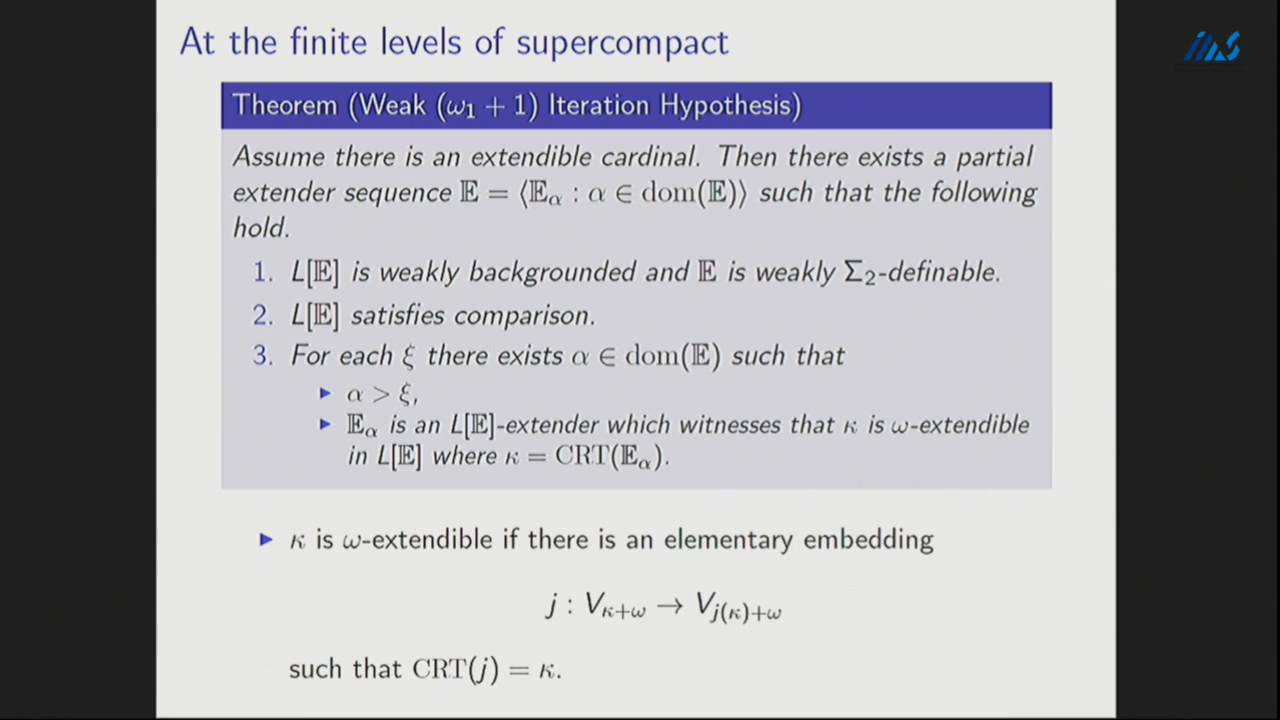 At the finite levels of supercompact
Theorem (Weak (ω₁ + 1) Iteration Hypothesis)
Assume there is an extendible cardinal. Then there exists a partial
extender sequence 𝔼 = ⟨𝔼_α : α ∈ dom(𝔼)⟩ such that the following
hold.
1. L[𝔼] is weakly backgrounded and 𝔼 is weakly Σ₂-definable.
2. L[𝔼] satisfies comparison.
3. For each ξ there exists α ∈ dom(𝔼) such that
▶ α > ξ,
▶ 𝔼_α is an L[𝔼]-extender which witnesses that κ is ω-extendible
in L[𝔼] where κ = CRT(𝔼_α).
▶ κ is ω-extendible if there is an elementary embedding
j : V_{κ+ω} → V_{j(κ)+ω}
such that CRT(j) = κ.